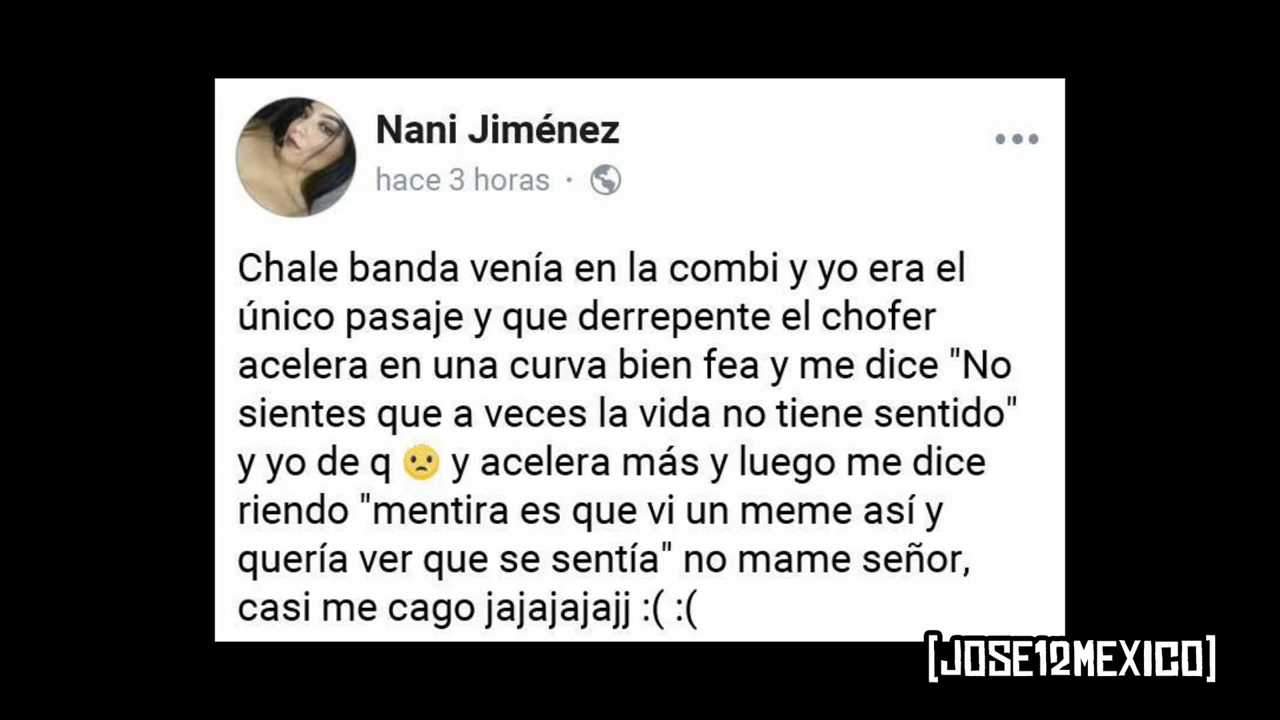 Nani Jiménez
hace 3 horas ·
Chale banda venía en la combi y yo era el
único pasaje y que derrepente el chofer
acelera en una curva bien fea y me dice "No
sientes que a veces la vida no tiene sentido"
y yo de q 😟 y acelera más y luego me dice
riendo "mentira es que vi un meme así y
quería ver que se sentía" no mame señor,
casi me cago jajajajajj :( :(
[JOSE12MEXICO]